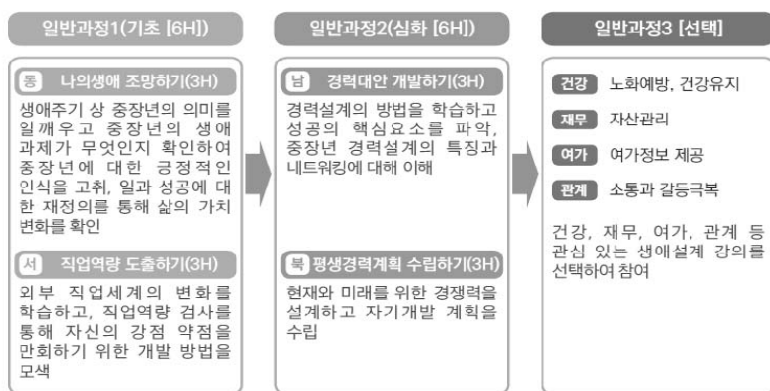 일반과정1(기초 [6H])
동 나의생애 조망하기(3H)
생애주기 상 중장년의 의미를
일깨우고 중장년의 생애
과제가 무엇인지 확인하여
중장년에 대한 긍정적인
인식을 고취, 일과 성공에 대
한 재정의를 통해 삶의 가치
변화를 확인
서 직업역량 도출하기(3H)
외부 직업세계의 변화를
학습하고, 직업역량 검사를
통해 자신의 강점 약점을
만회하기 위한 개발 방법을
모색
일반과정2(심화 [6H])
남 경력대안 개발하기(3H)
경력설계의 방법을 학습하고
성공의 핵심요소를 파악,
중장년 경력설계의 특징과
네트워킹에 대해 이해
북 평생경력계획 수립하기(3H)
현재와 미래를 위한 경쟁력을
설계하고 자기개발 계획을
수립
일반과정3 [선택]
건강 노화예방, 건강유지
재무 자산관리
여가 여가정보 제공
관계 소통과 갈등극복
건강, 재무, 여가, 관계 등
관심 있는 생애설계 강의를
선택하여 참여